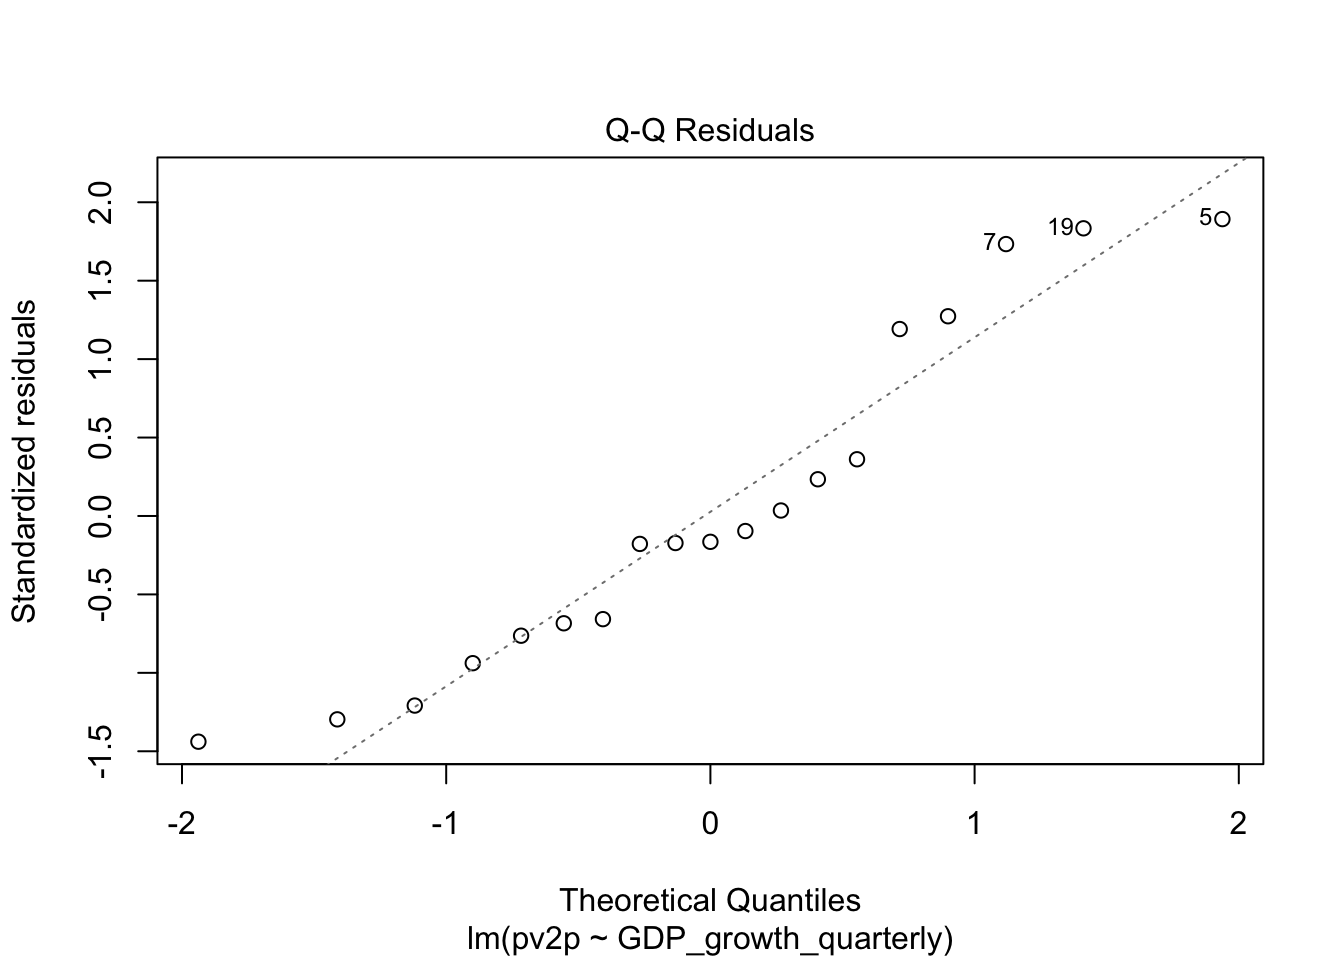 Q-Q Residuals
Standardized residuals
2.0
1.5
1.0
0.5
0.0
-0.5
-1.5
7
19
5
-2 -1 0 1 2
Theoretical Quantiles
lm(pv2p ~ GDP_growth_quarterly)